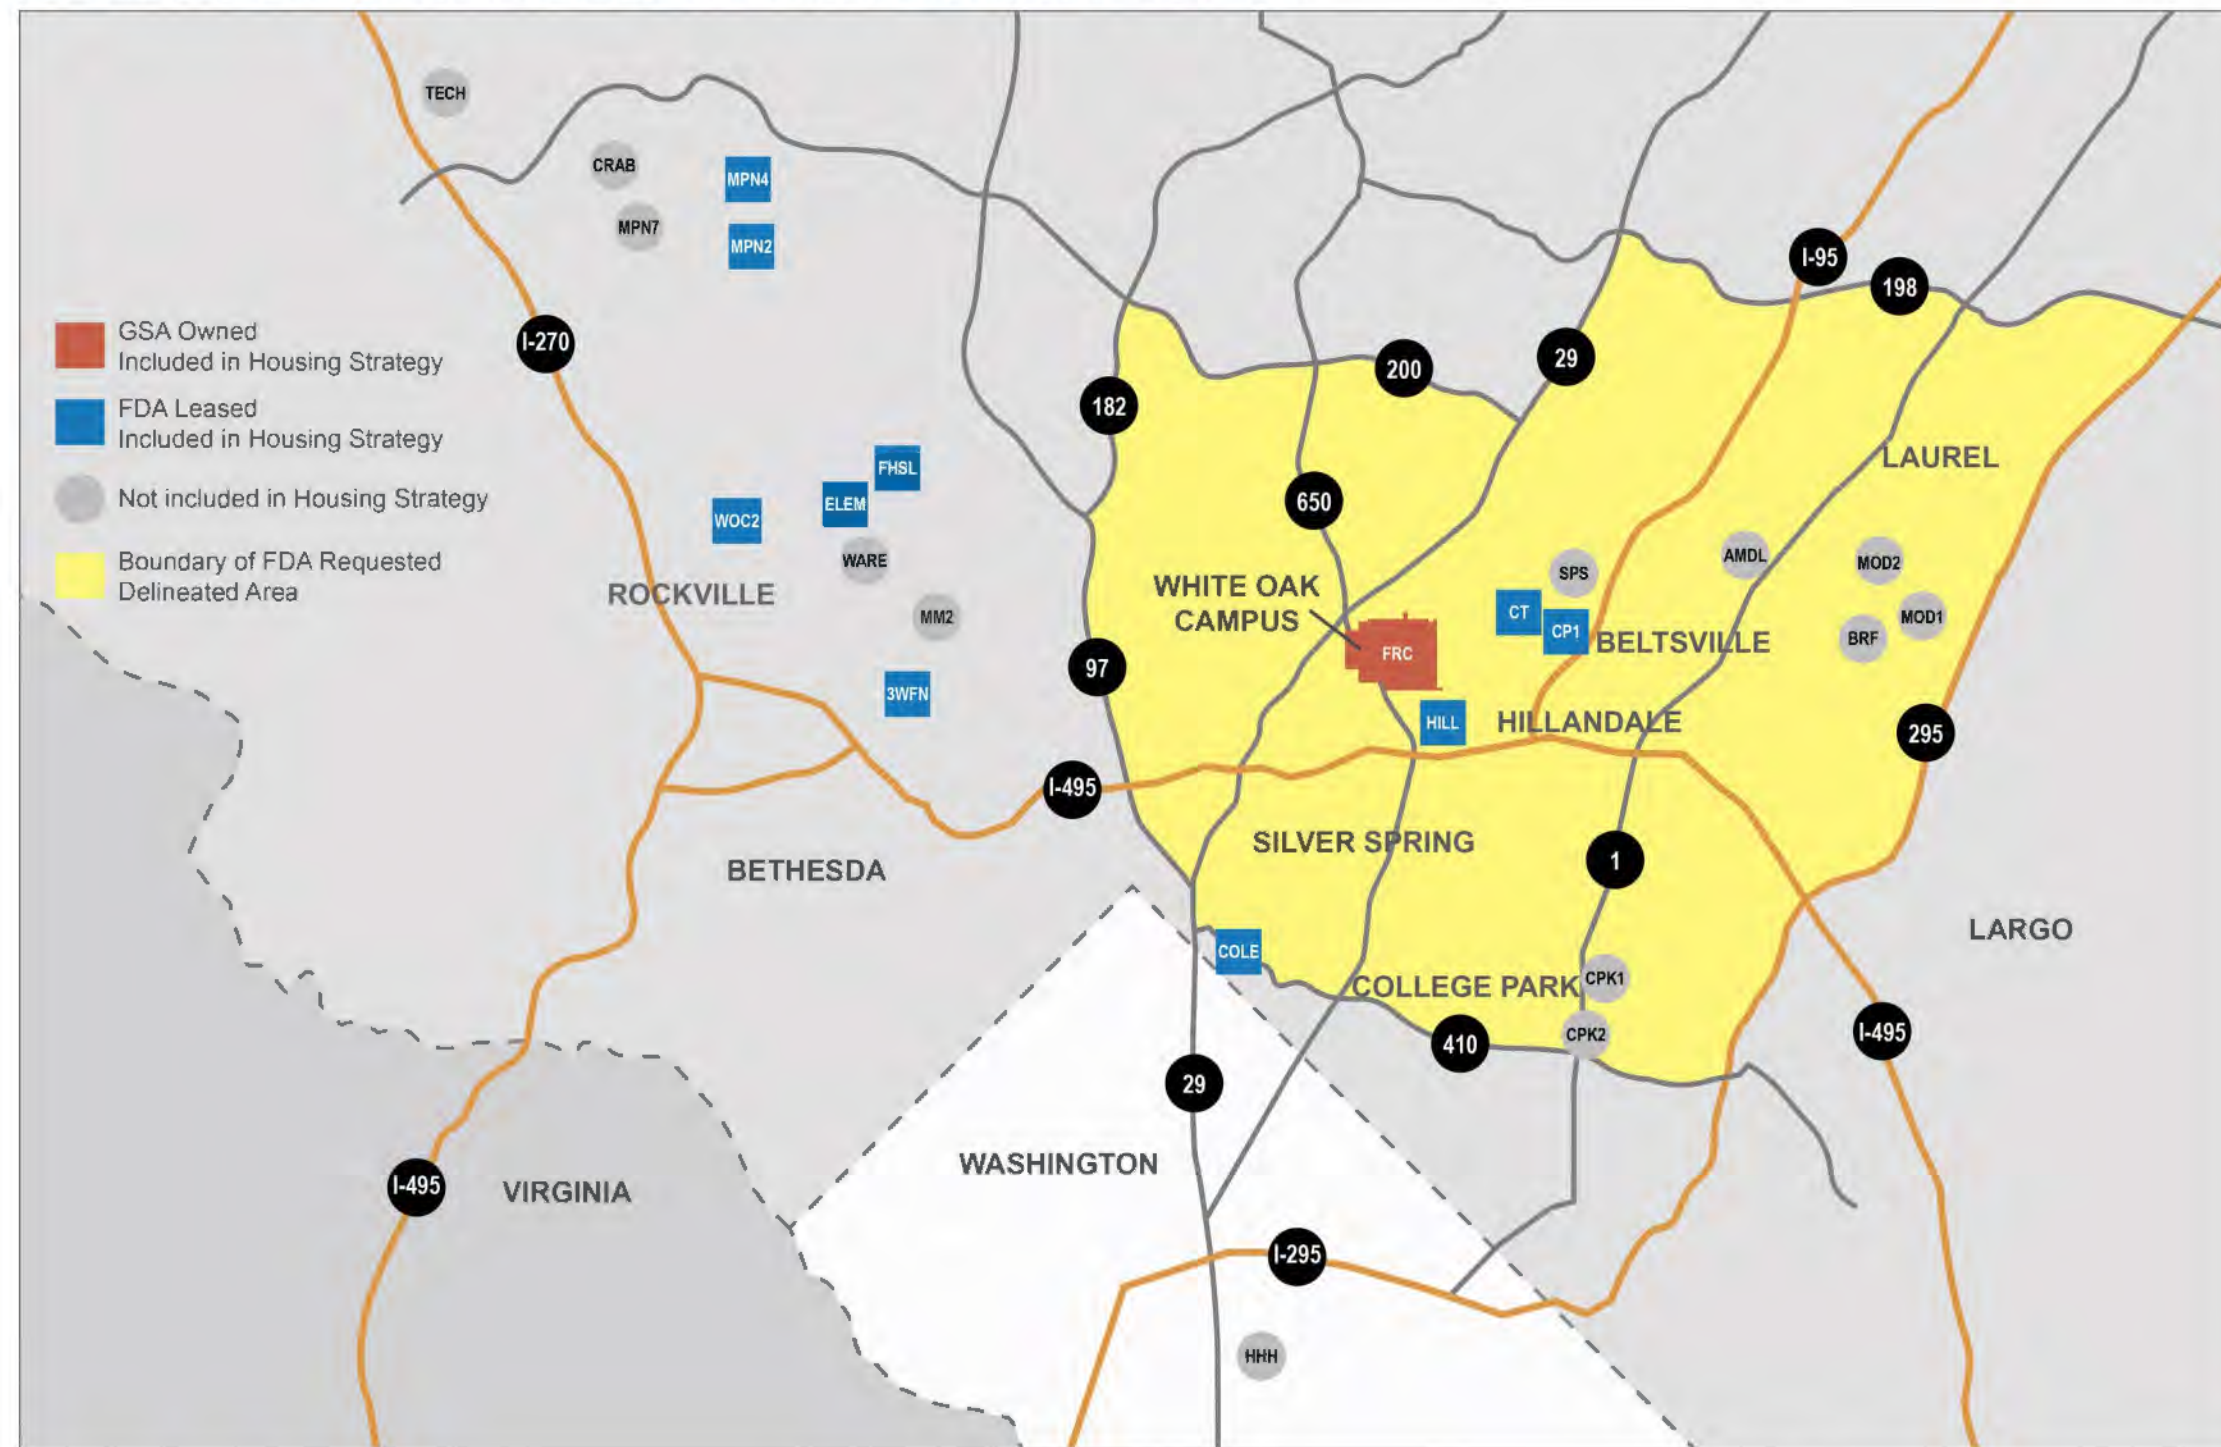 TECH
CRAB
MPN4
MPN7
MPN2
GSA Owned
Included in Housing Strategy
FDA Leased
Included in Housing Strategy
Not included in Housing Strategy
Boundary of FDA Requested
Delineated Area
I-270
I-95
198
29
200
182
650
LAUREL
FHSL
ELEM
WOC2
WARE
ROCKVILLE
MM2
3WFN
WHITE OAK
CAMPUS
FRC
SPS
AMDL
MOD2
CT
CP1
MOD1
BRF
BELTSVILLE
97
HILL
HILLANDALE
295
I-495
SILVER SPRING
1
BETHESDA
LARGO
COLE
COLLEGE PARK
CPK1
CPK2
410
I-495
29
WASHINGTON
I-495
VIRGINIA
I-295
HHH